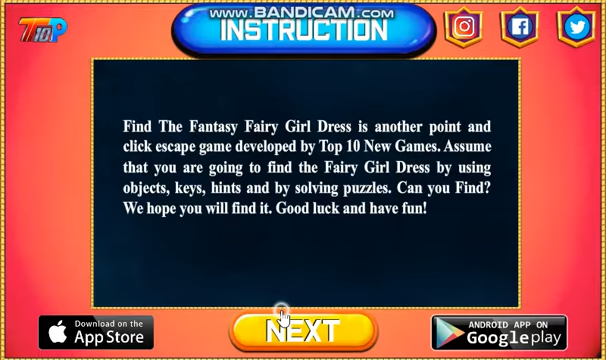 WWW.BANDICAM.COM
T10P
INSTRUCTION
Find The Fantasy Fairy Girl Dress is another point and
click escape game developed by Top 10 New Games. Assume
that you are going to find the Fairy Girl Dress by using
objects, keys, hints and by solving puzzles. Can you Find?
We hope you will find it. Good luck and have fun!
Download on the
App Store
NEXT
ANDROID APP ON
Google play